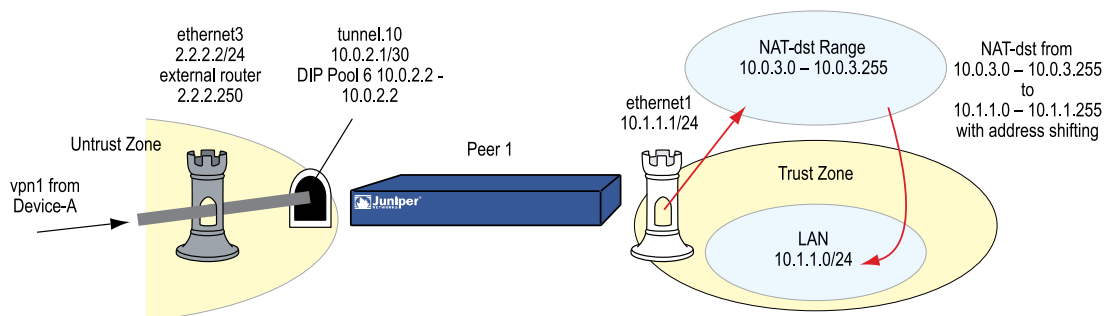 ethernet3
2.2.2.2/24
external router
2.2.2.250
tunnel.10
10.0.2.1/30
DIP Pool 6 10.0.2.2 -
10.0.2.2
Untrust Zone
vpn1 from
Device-A
Peer 1
Juniper
NETWORKS
ethernet1
10.1.1.1/24
NAT-dst Range
10.0.3.0 – 10.0.3.255
NAT-dst from
10.0.3.0 – 10.0.3.255
to
10.1.1.0 – 10.1.1.255
with address shifting
Trust Zone
LAN
10.1.1.0/24